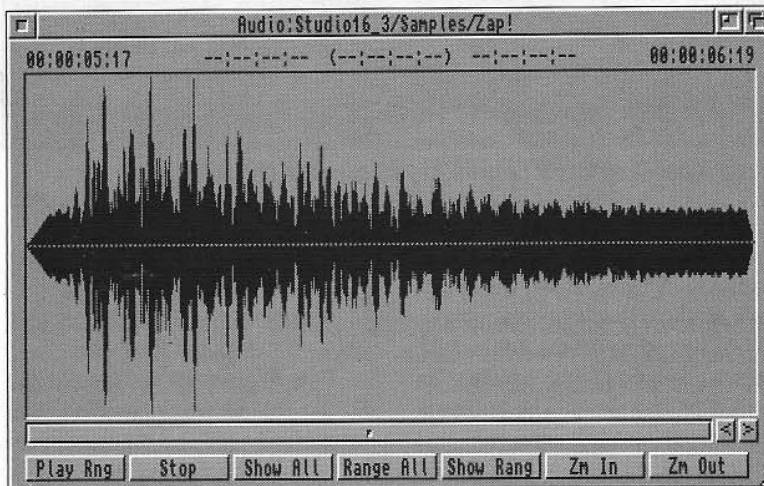 Audio:Studio16_3/Samples/Zap!
00:00:05:17 --:--:--:-- (--:--:--:--) --:--:--:-- 00:00:06:19
< >
Play Rng Stop Show All Range All Show Rang Zm In Zm Out